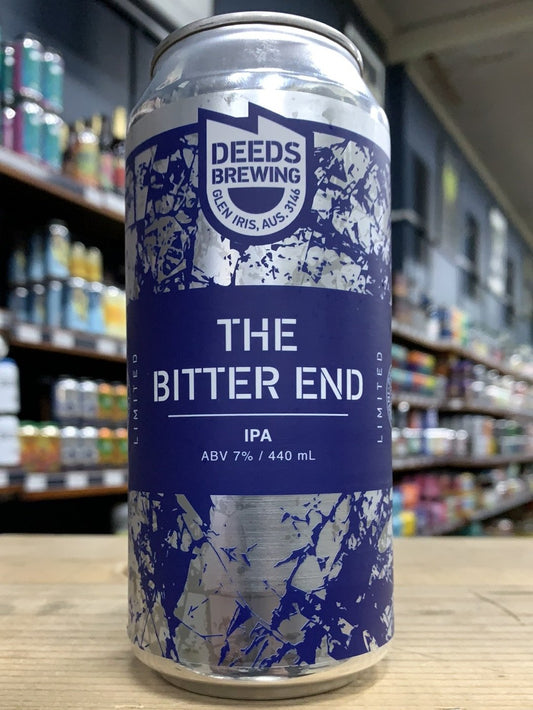 DEEDS
BREWING
GLEN IRIS, AUS. 3146
THE
BITTER END
IPA
ABV 7% / 440 mL
LIMITED
LIMITED